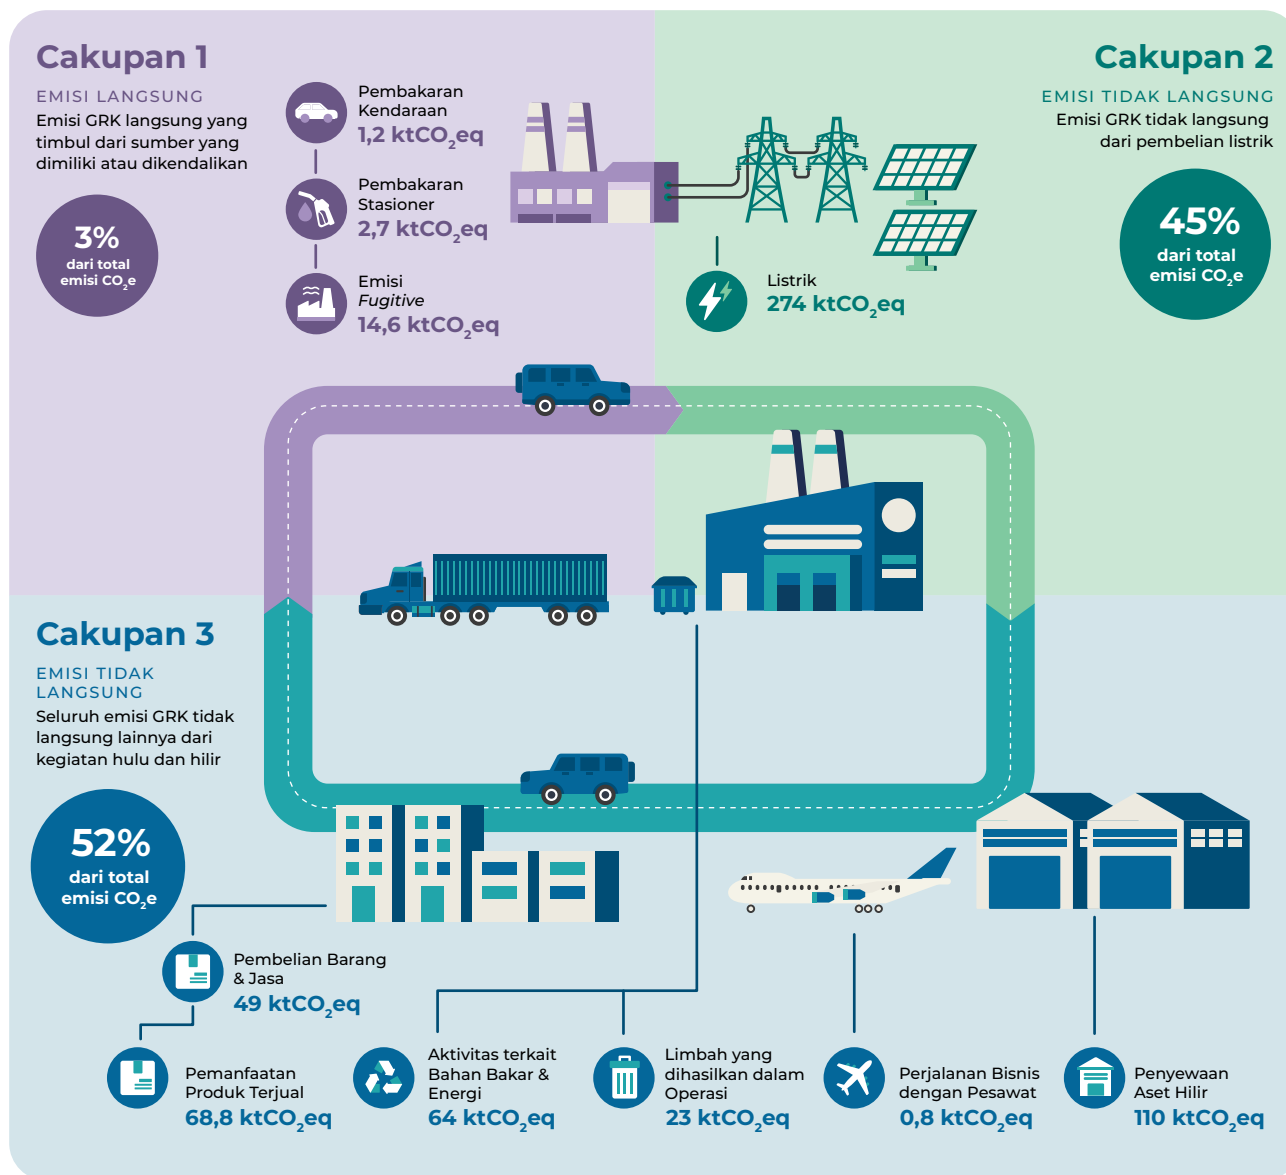 Cakupan 1
EMISI LANGSUNG
Emisi GRK langsung yang
timbul dari sumber yang
dimiliki atau dikendalikan
3%
dari total
emisi CO₂e
Pembakaran
Kendaraan
1,2 ktCO₂eq
Pembakaran
Stasioner
2,7 ktCO₂eq
Emisi
Fugitive
14,6 ktCO₂eq
Cakupan 2
EMISI TIDAK LANGSUNG
Emisi GRK tidak langsung
dari pembelian listrik
45%
dari total
emisi CO₂e
Listrik
274 ktCO₂eq
Cakupan 3
EMISI TIDAK
LANGSUNG
Seluruh emisi GRK tidak
langsung lainnya dari
kegiatan hulu dan hilir
52%
dari total
emisi CO₂e
Pembelian Barang
& Jasa
49 ktCO₂eq
Pemanfaatan
Produk Terjual
68,8 ktCO₂eq
Aktivitas terkait
Bahan Bakar &
Energi
64 ktCO₂eq
Limbah yang
dihasilkan dalam
Operasi
23 ktCO₂eq
Perjalanan Bisnis
dengan Pesawat
0,8 ktCO₂eq
Penyewaan
Aset Hilir
110 ktCO₂eq